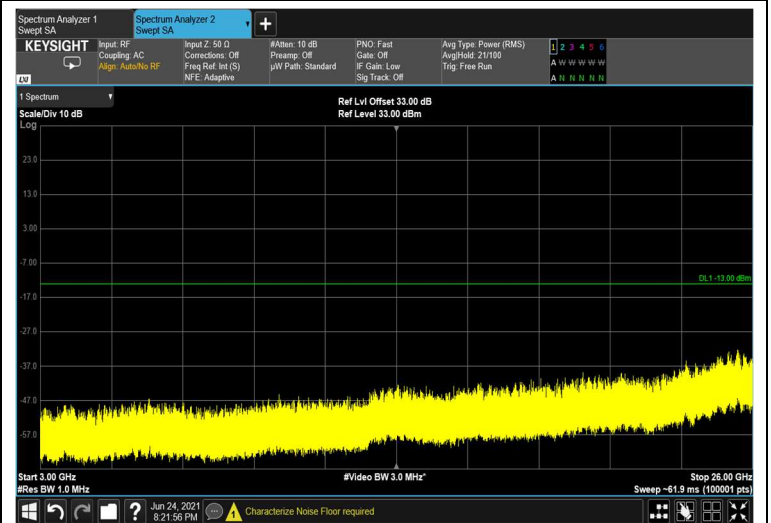 Spectrum Analyzer 1
Swept SA
Spectrum Analyzer 2
Swept SA
+
KEYSIGHT
Input: RF
Coupling: AC
Align: Auto/No RF
Input Z: 50 Ω
Corrections: Off
Freq Ref: Int (S)
NFE: Adaptive
#Atten: 10 dB
Preamp: Off
µW Path: Standard
PNO: Fast
Gate: Off
IF Gain: Low
Sig Track: Off
Avg Type: Power (RMS)
Avg|Hold: 21/100
Trig: Free Run
1 2 3 4 5 6
A W W W W W
A N N N N N
LXI
1 Spectrum
Scale/Div 10 dB
Ref Lvl Offset 33.00 dB
Ref Level 33.00 dBm
Log
23.0
13.0
3.00
-7.00
DL1 -13.00 dBm
-17.0
-27.0
-37.0
-47.0
-57.0
Start 3.00 GHz
#Video BW 3.0 MHz*
Stop 26.00 GHz
#Res BW 1.0 MHz
Sweep ~61.9 ms (100001 pts)
?
Jun 24, 2021
8:21:56 PM
1
Characterize Noise Floor required